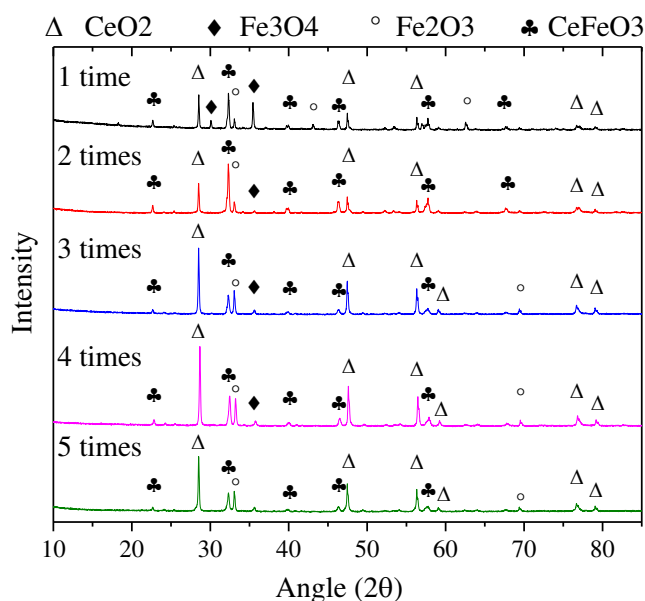 Δ CeO2 ♦ Fe3O4 ○ Fe2O3 ♣ CeFeO3
1 time
2 times
3 times
4 times
5 times
Intensity
10 20 30 40 50 60 70 80
Angle (2θ)